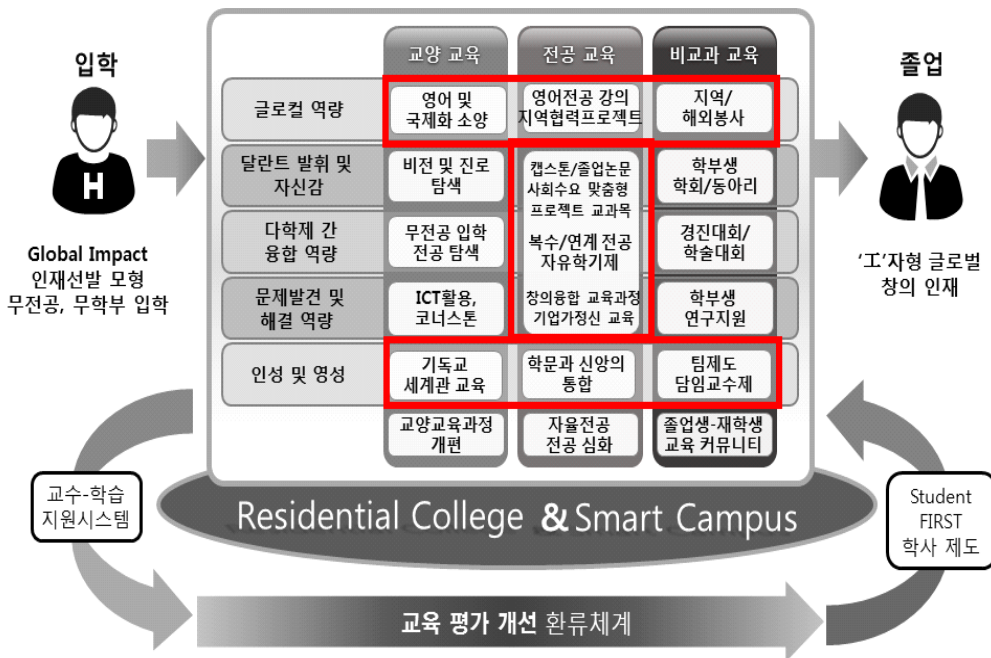 입학
H
Global Impact
인재선발 모형
무전공, 무학부 입학
교양 교육
전공 교육
비교과 교육
글로컬 역량
영어 및
국제화 소양
영어전공 강의
지역협력프로젝트
지역/
해외봉사
달란트 발휘 및
자신감
비전 및 진로
탐색
캡스톤/졸업논문
사회수요 맞춤형
프로젝트 교과목
학부생
학회/동아리
다학제 간
융합 역량
무전공 입학
전공 탐색
복수/연계 전공
자유학기제
경진대회/
학술대회
문제발견 및
해결 역량
ICT활용,
코너스톤
창의융합 교육과정
기업가정신 교육
학부생
연구지원
인성 및 영성
기독교
세계관 교육
학문과 신앙의
통합
팀제도
담임교수제
교양교육과정
개편
자율전공
전공 심화
졸업생-재학생
교육 커뮤니티
졸업
‘工’자형 글로벌
창의 인재
교수-학습
지원시스템
Residential College & Smart Campus
Student
FIRST
학사 제도
교육 평가 개선 환류체계